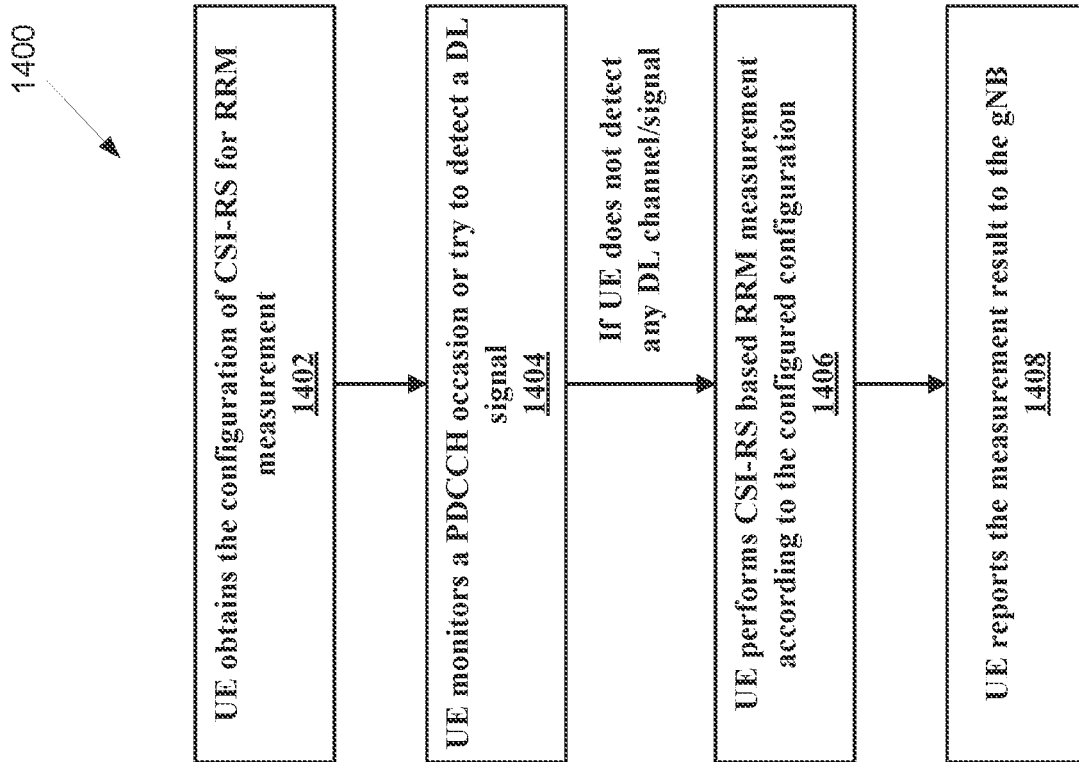 1400
UE obtains the configuration of CSI-RS for RRM
measurement
1402
UE monitors a PDCCH occasion or try to detect a DL
signal
1404
If UE does not detect
any DL channel/signal
UE performs CSI-RS based RRM measurement
according to the configured configuration
1406
UE reports the measurement result to the gNB
1408